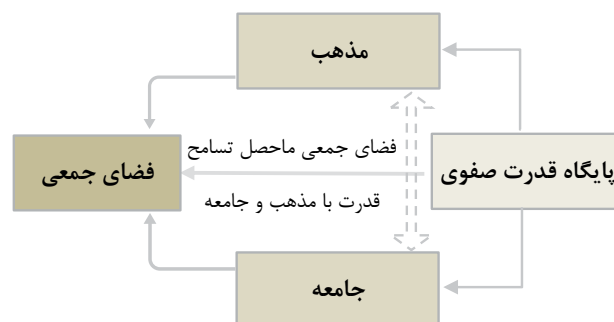 مذهب
فضای جمعی ماحصل تسامح
پایگاه قدرت صفوی
فضای جمعی
قدرت با مذهب و جامعه
جامعه